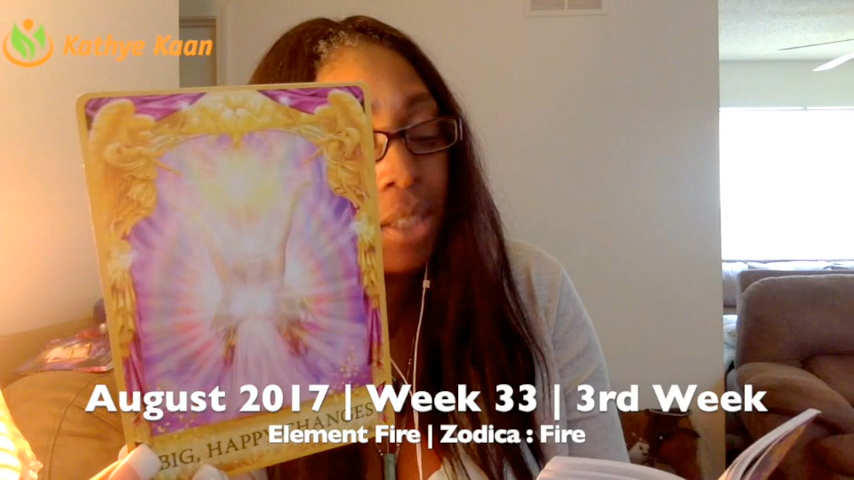 Kathye Kaan
BIG, HAPPY CHANGES
August 2017 | Week 33 | 3rd Week
Element Fire | Zodica : Fire